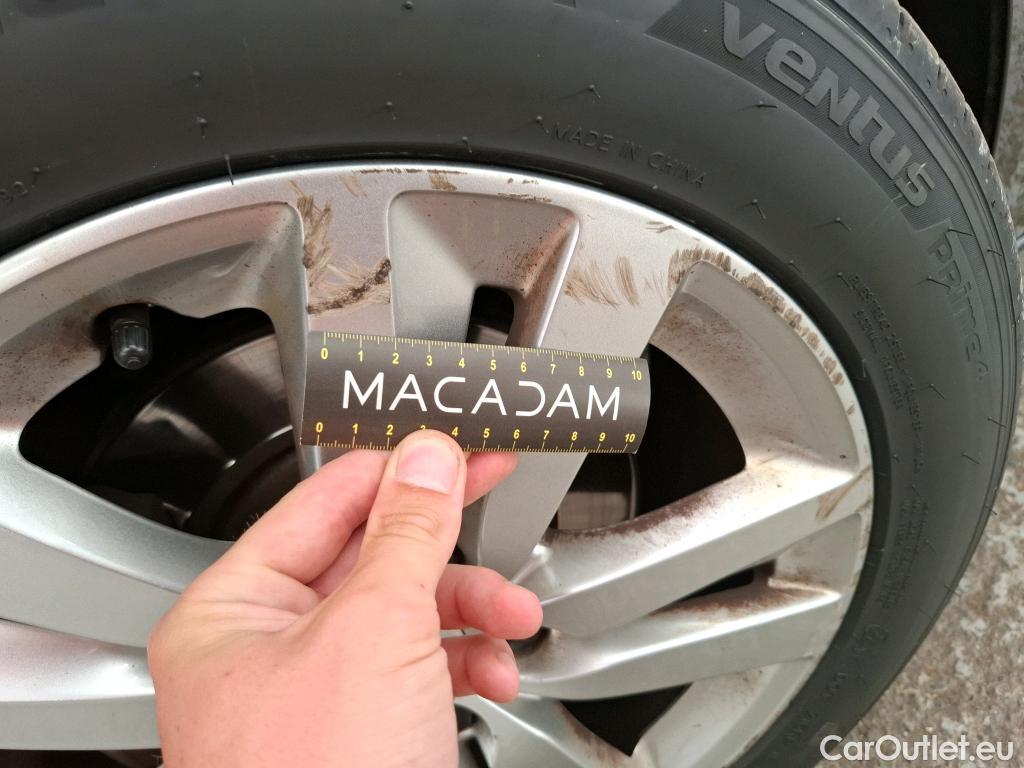 ventus
Prime4
MADE IN CHINA
0 1 2 3 4 5 6 7 8 9 10
MACADAM
0 1 2 3 4 5 6 7 8 9 10
CarOutlet.eu